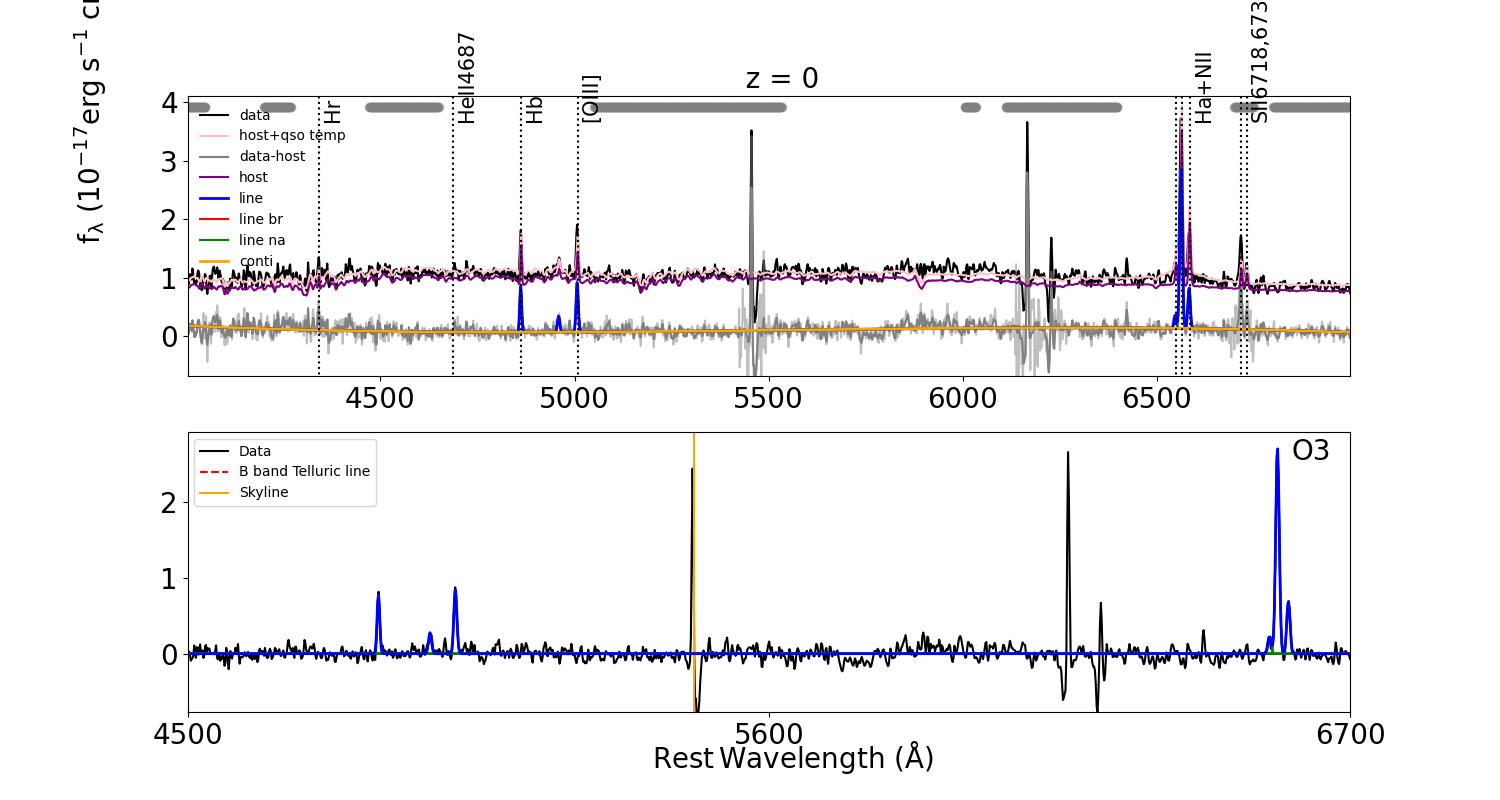 z = 0
f_λ (10^−17 erg s^−1 c
4
3
2
1
0
data
host+qso temp
data-host
host
line
line br
line na
conti
Hr
HeII4687
Hb
[OIII]
Ha+NII
SII6718,673
4500
5000
5500
6000
6500
O3
Data
B band Telluric line
Skyline
2
1
0
4500
5600
6700
Rest Wavelength (Å)